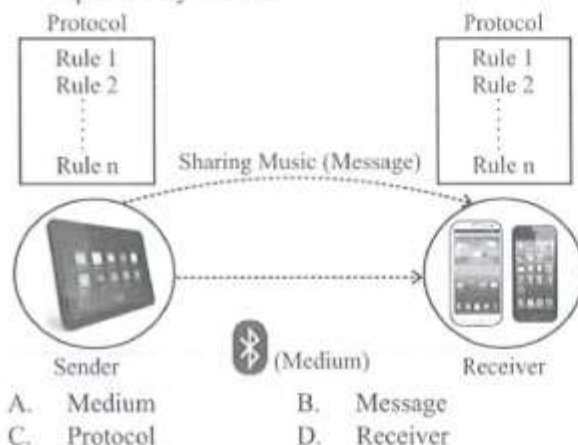 Protocol Protocol
Rule 1 Rule 1
Rule 2 Rule 2
Rule n Rule n
Sharing Music (Message)
Sender (Medium) Receiver
A. Medium B. Message
C. Protocol D. Receiver